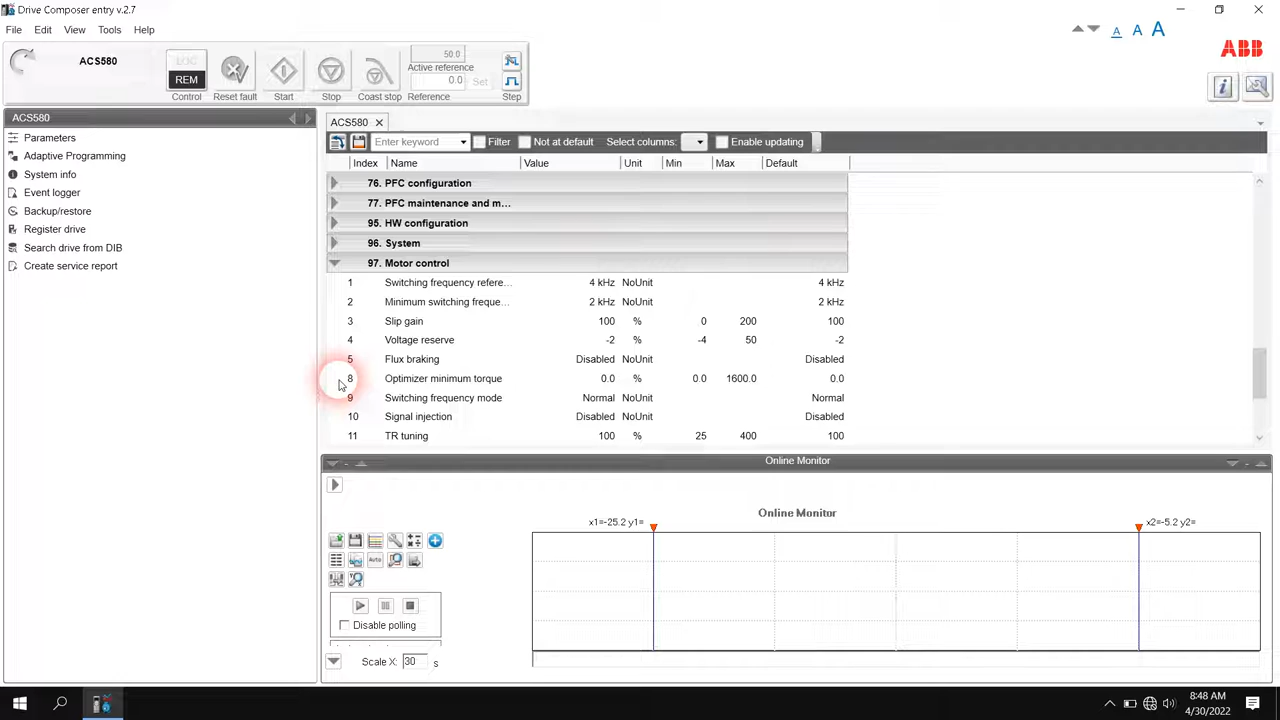 Drive Composer entry v.2.7
File Edit View Tools Help
A A A
ACS580
LOC
REM
Control
Reset fault
Start
Stop
Coast stop
50.0
Active reference
0.0 Set
Reference
Step
ABB
ACS580
Parameters
Adaptive Programming
System info
Event logger
Backup/restore
Register drive
Search drive from DIB
Create service report
ACS580
Enter keyword Filter Not at default Select columns: Enable updating
Index Name Value Unit Min Max Default
76. PFC configuration
77. PFC maintenance and m...
95. HW configuration
96. System
97. Motor control
1 Switching frequency refere... 4 kHz NoUnit 4 kHz
2 Minimum switching freque... 2 kHz NoUnit 2 kHz
3 Slip gain 100 % 0 200 100
4 Voltage reserve -2 % -4 50 -2
5 Flux braking Disabled NoUnit Disabled
8 Optimizer minimum torque 0.0 % 0.0 1600.0 0.0
9 Switching frequency mode Normal NoUnit Normal
10 Signal injection Disabled NoUnit Disabled
11 TR tuning 100 % 25 400 100
Online Monitor
Online Monitor
x1=-25.2 y1= x2=-5.2 y2=
Auto
Disable polling
Scale X: 30 s
8:48 AM
4/30/2022